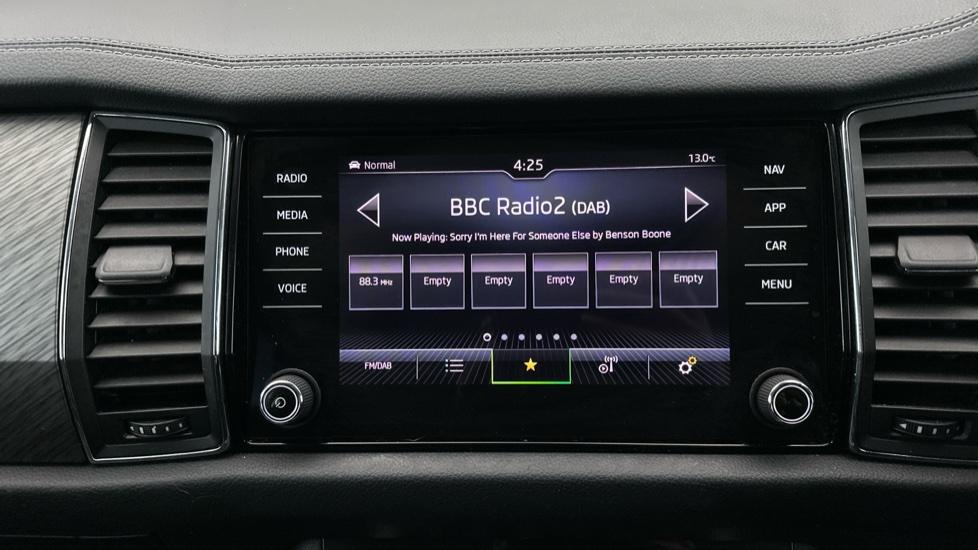 RADIO
MEDIA
PHONE
VOICE
Normal
4:25
13.0°C
BBC Radio2 (DAB)
Now Playing: Sorry I'm Here For Someone Else by Benson Boone
88.3 MHz
Empty
Empty
Empty
Empty
Empty
FM/DAB
NAV
APP
CAR
MENU